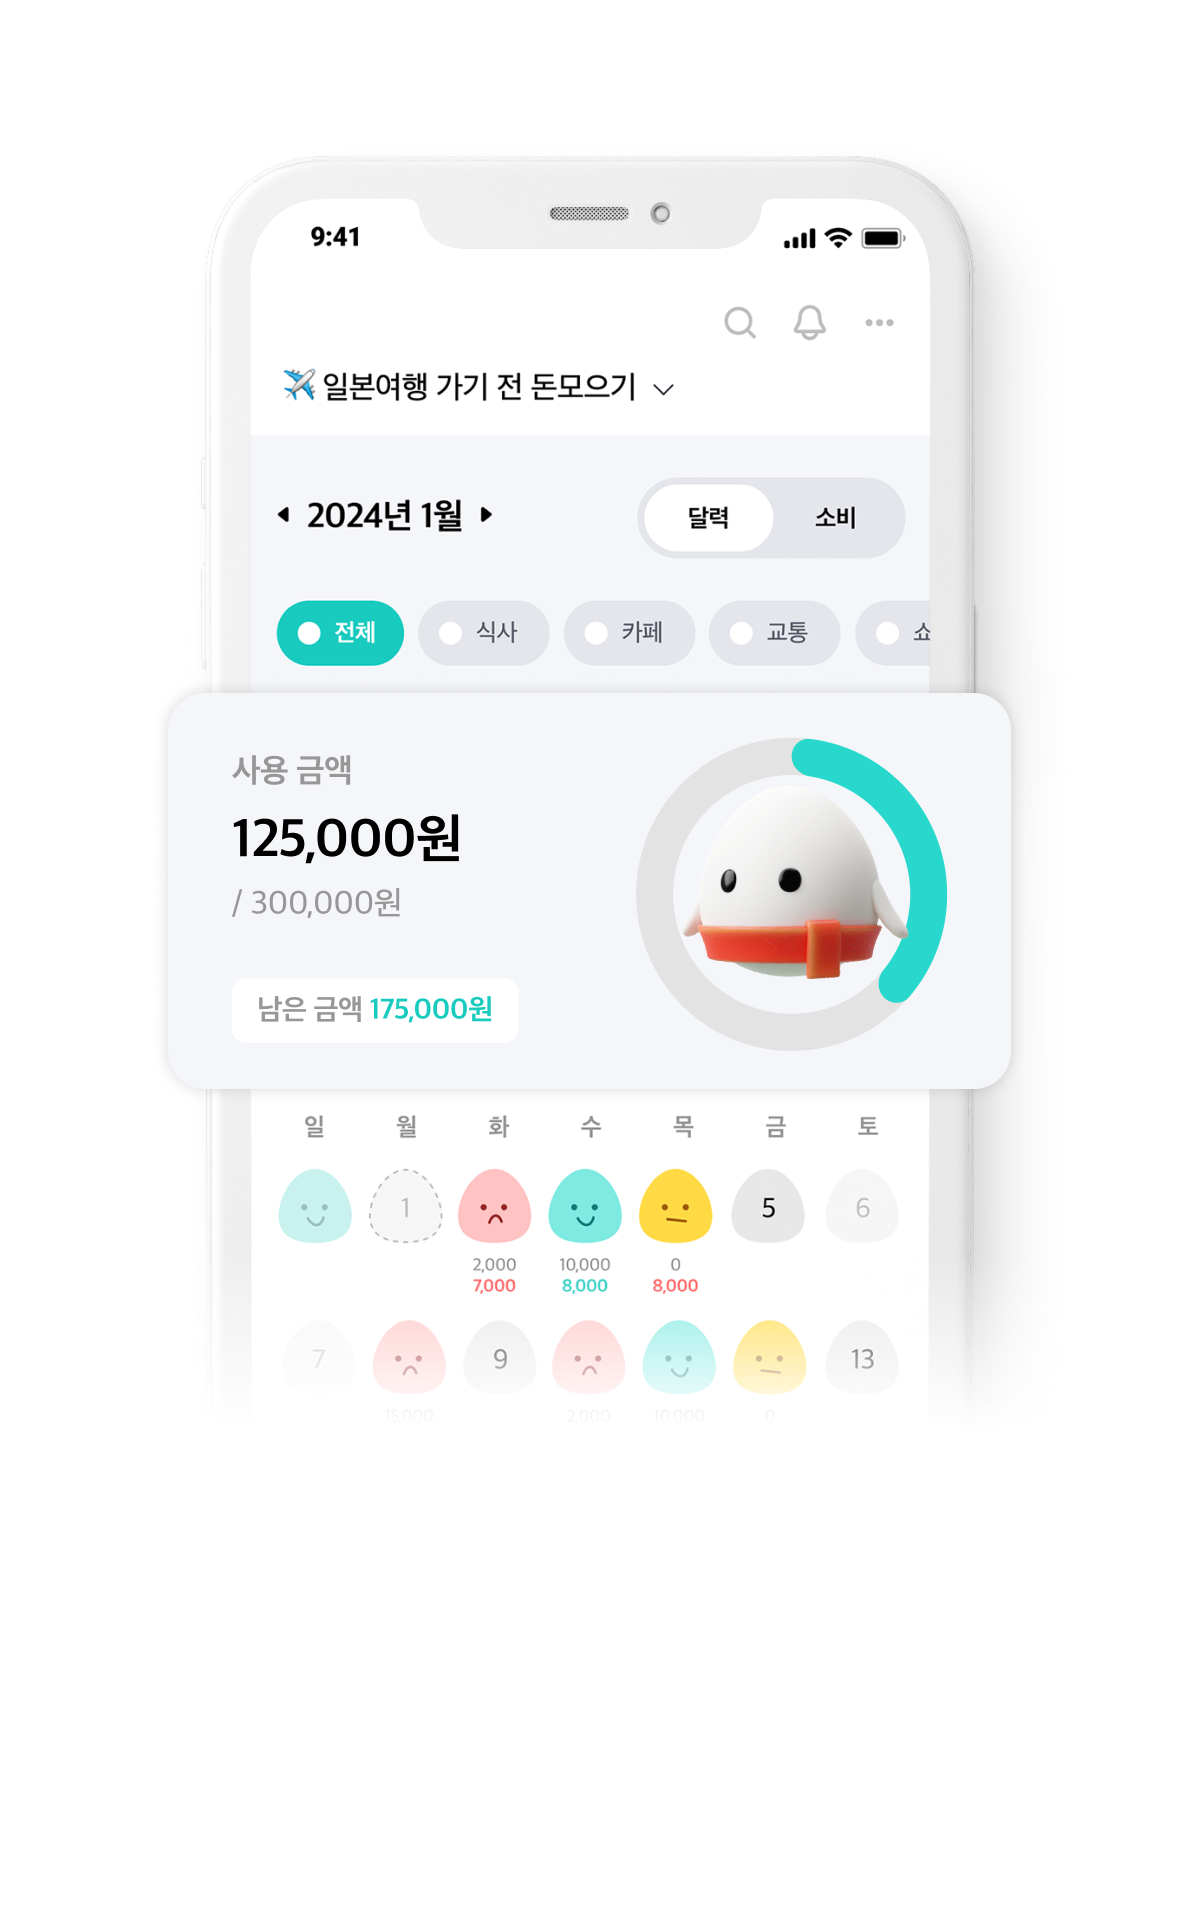 9:41
✈️ 일본여행 가기 전 돈모으기
2024년 1월
달력 소비
전체 식사 카페 교통 쇼
사용 금액
125,000원
/ 300,000원
남은 금액 175,000원
일 월 화 수 목 금 토
1 5 6
2,000 10,000 0
7,000 8,000 8,000
7 9 13
15,000 2,000 10,000 0